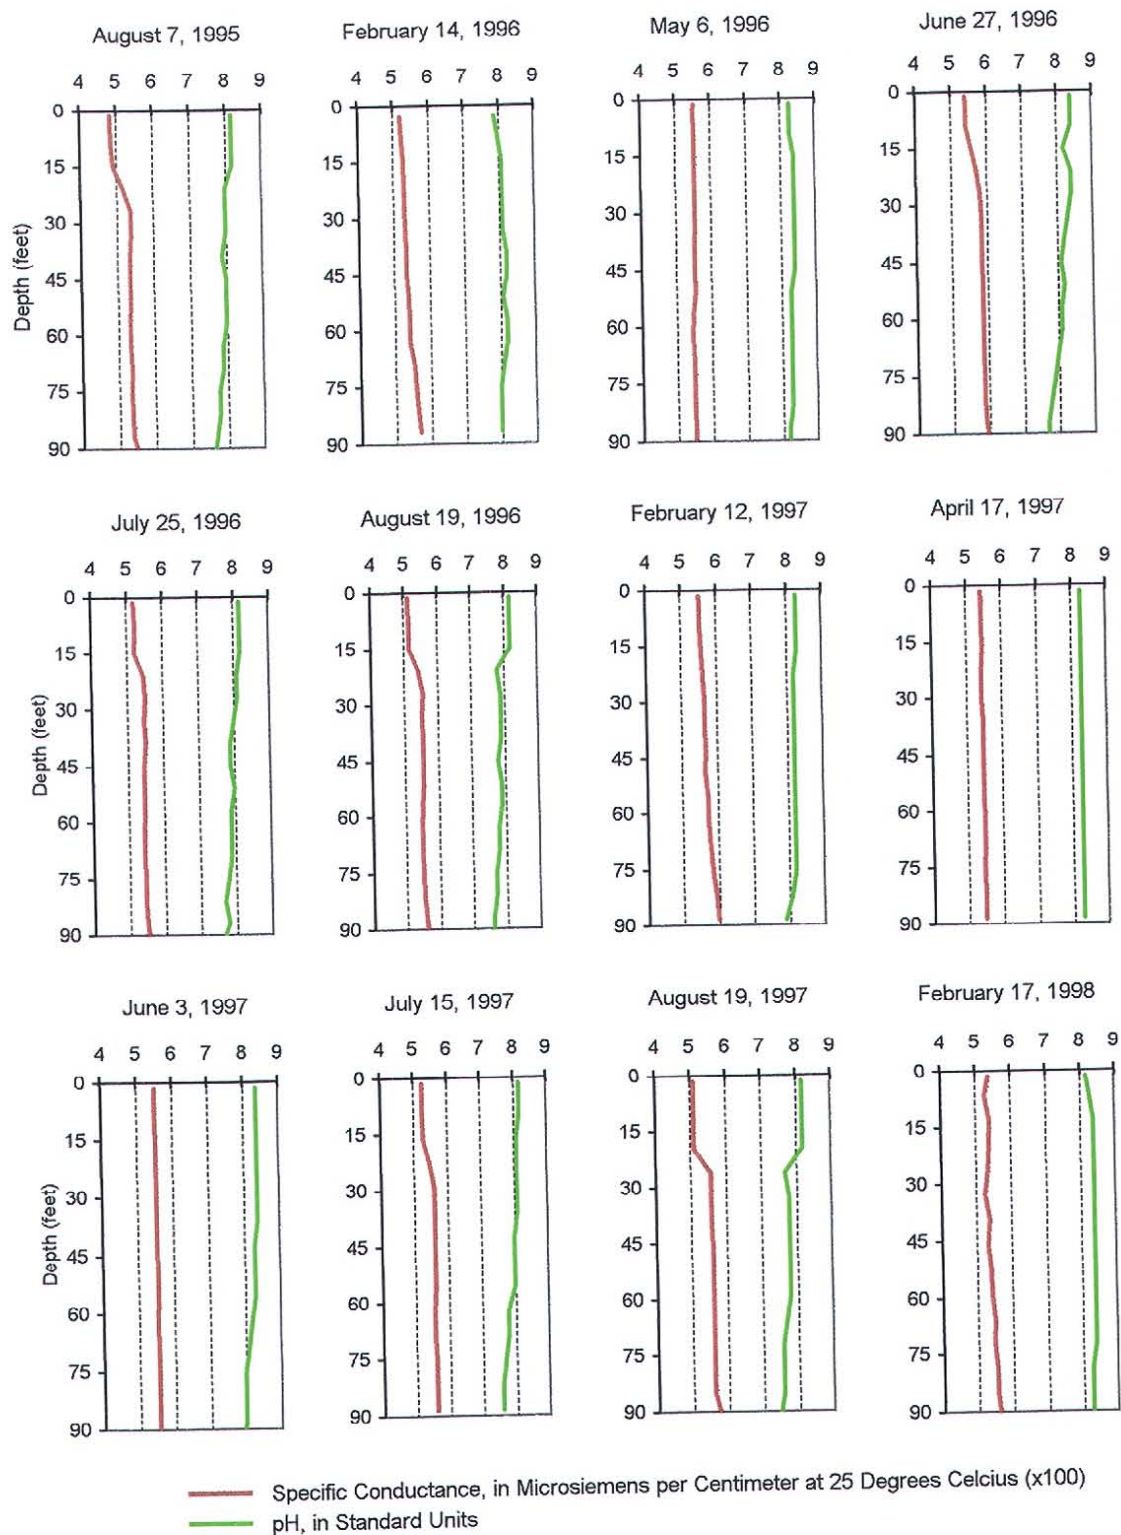 August 7, 1995
February 14, 1996
May 6, 1996
June 27, 1996
4 5 6 7 8 9
4 5 6 7 8 9
4 5 6 7 8 9
4 5 6 7 8 9
Depth (feet)
0
15
30
45
60
75
90
0
15
30
45
60
75
90
0
15
30
45
60
75
90
0
15
30
45
60
75
90
July 25, 1996
August 19, 1996
February 12, 1997
April 17, 1997
4 5 6 7 8 9
4 5 6 7 8 9
4 5 6 7 8 9
4 5 6 7 8 9
Depth (feet)
0
15
30
45
60
75
90
0
15
30
45
60
75
90
0
15
30
45
60
75
90
0
15
30
45
60
75
90
June 3, 1997
July 15, 1997
August 19, 1997
February 17, 1998
4 5 6 7 8 9
4 5 6 7 8 9
4 5 6 7 8 9
4 5 6 7 8 9
Depth (feet)
0
15
30
45
60
75
90
0
15
30
45
60
75
90
0
15
30
45
60
75
90
0
15
30
45
60
75
90
Specific Conductance, in Microsiemens per Centimeter at 25 Degrees Celcius (x100)
pH, in Standard Units